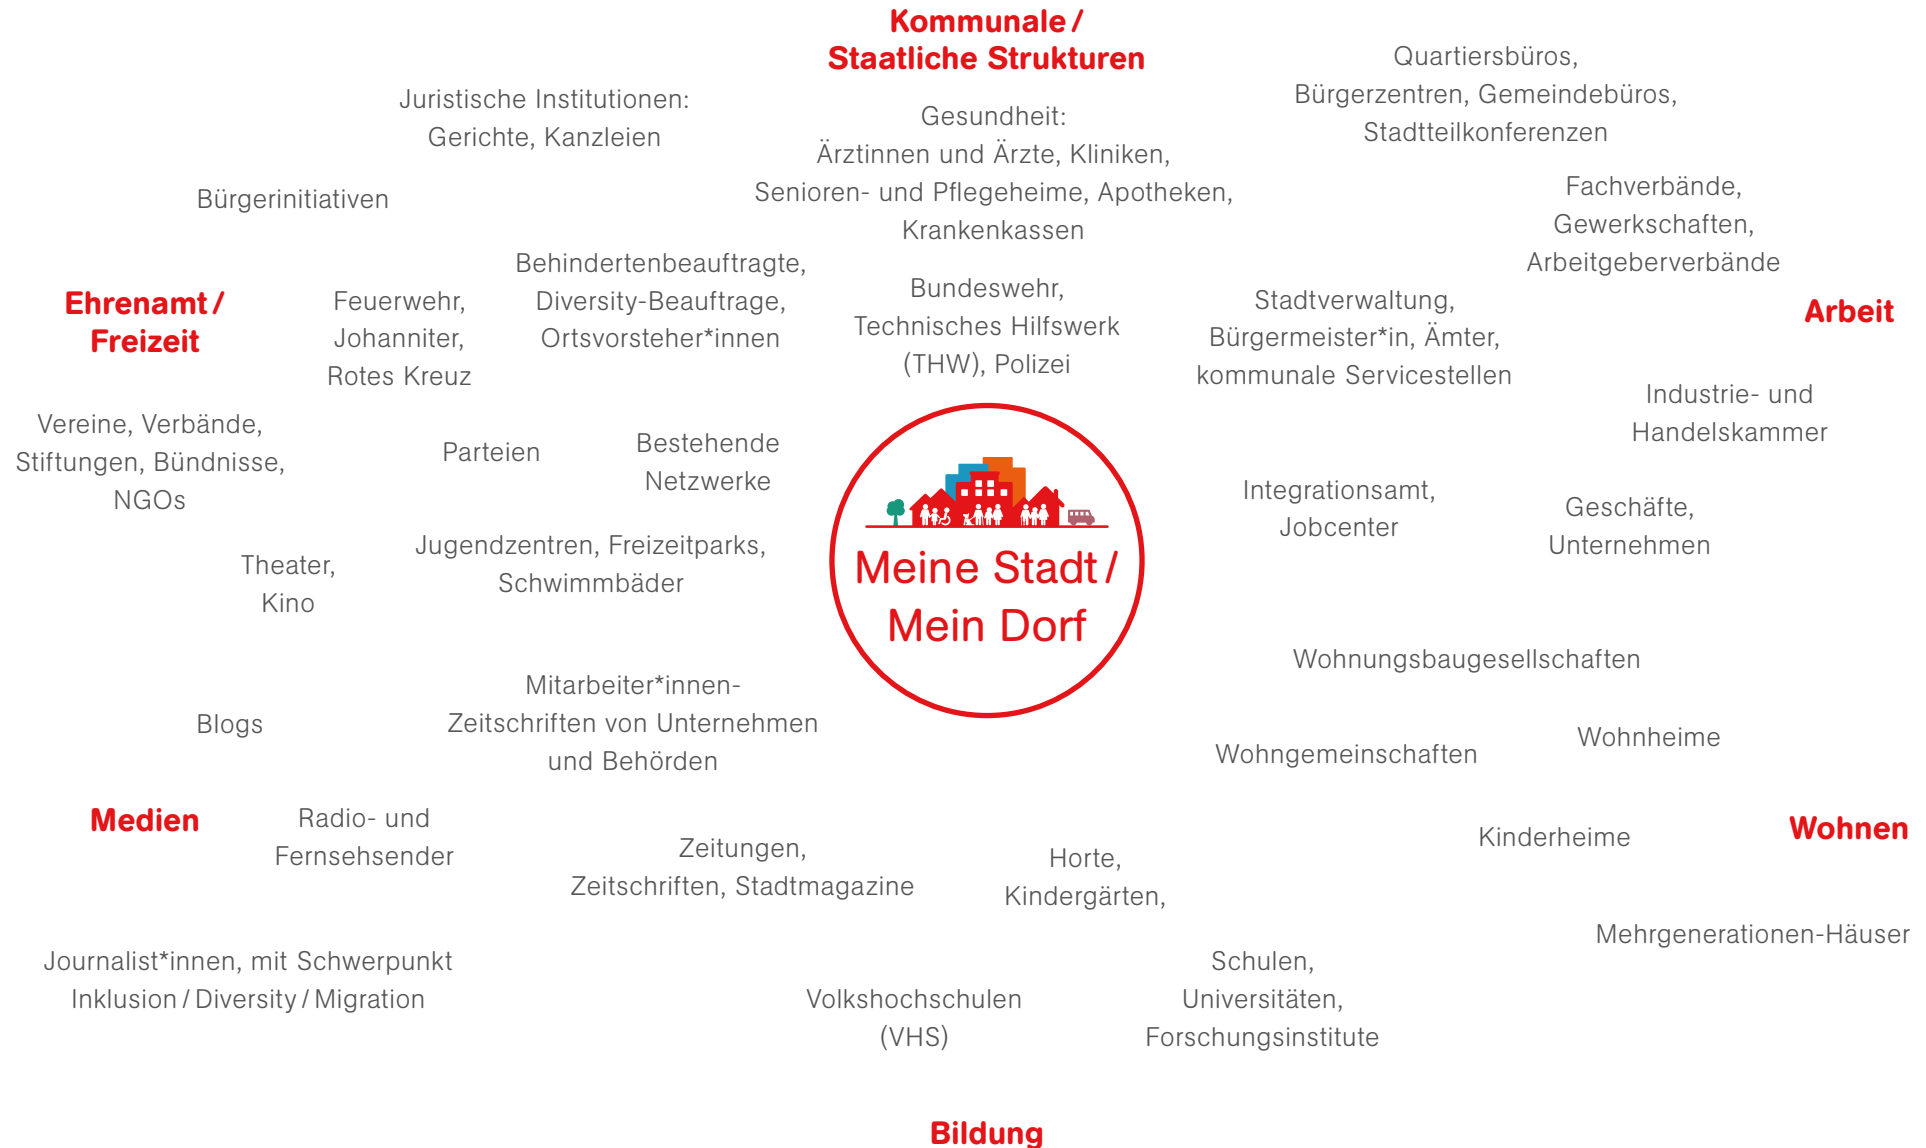 Kommunale /
Staatliche Strukturen
Juristische Institutionen:
Gerichte, Kanzleien
Gesundheit:
Ärztinnen und Ärzte, Kliniken,
Senioren- und Pflegeheime, Apotheken,
Krankenkassen
Quartiersbüros,
Bürgerzentren, Gemeindebüros,
Stadtteilkonferenzen
Bürgerinitiativen
Fachverbände,
Gewerkschaften,
Arbeitgeberverbände
Ehrenamt /
Freizeit
Feuerwehr,
Johanniter,
Rotes Kreuz
Behindertenbeauftragte,
Diversity-Beauftrage,
Ortsvorsteher*innen
Bundeswehr,
Technisches Hilfswerk
(THW), Polizei
Stadtverwaltung,
Bürgermeister*in, Ämter,
kommunale Servicestellen
Arbeit
Industrie- und
Handelskammer
Vereine, Verbände,
Stiftungen, Bündnisse,
NGOs
Parteien
Bestehende
Netzwerke
Integrationsamt,
Jobcenter
Geschäfte,
Unternehmen
Theater,
Kino
Jugendzentren, Freizeitparks,
Schwimmbäder
Meine Stadt /
Mein Dorf
Wohnungsbaugesellschaften
Blogs
Mitarbeiter*innen-
Zeitschriften von Unternehmen
und Behörden
Wohngemeinschaften
Wohnheime
Medien
Radio- und
Fernsehsender
Zeitungen,
Zeitschriften, Stadtmagazine
Horte,
Kindergärten,
Kinderheime
Wohnen
Mehrgenerationen-Häuser
Journalist*innen, mit Schwerpunkt
Inklusion / Diversity / Migration
Volkshochschulen
(VHS)
Schulen,
Universitäten,
Forschungsinstitute
Bildung